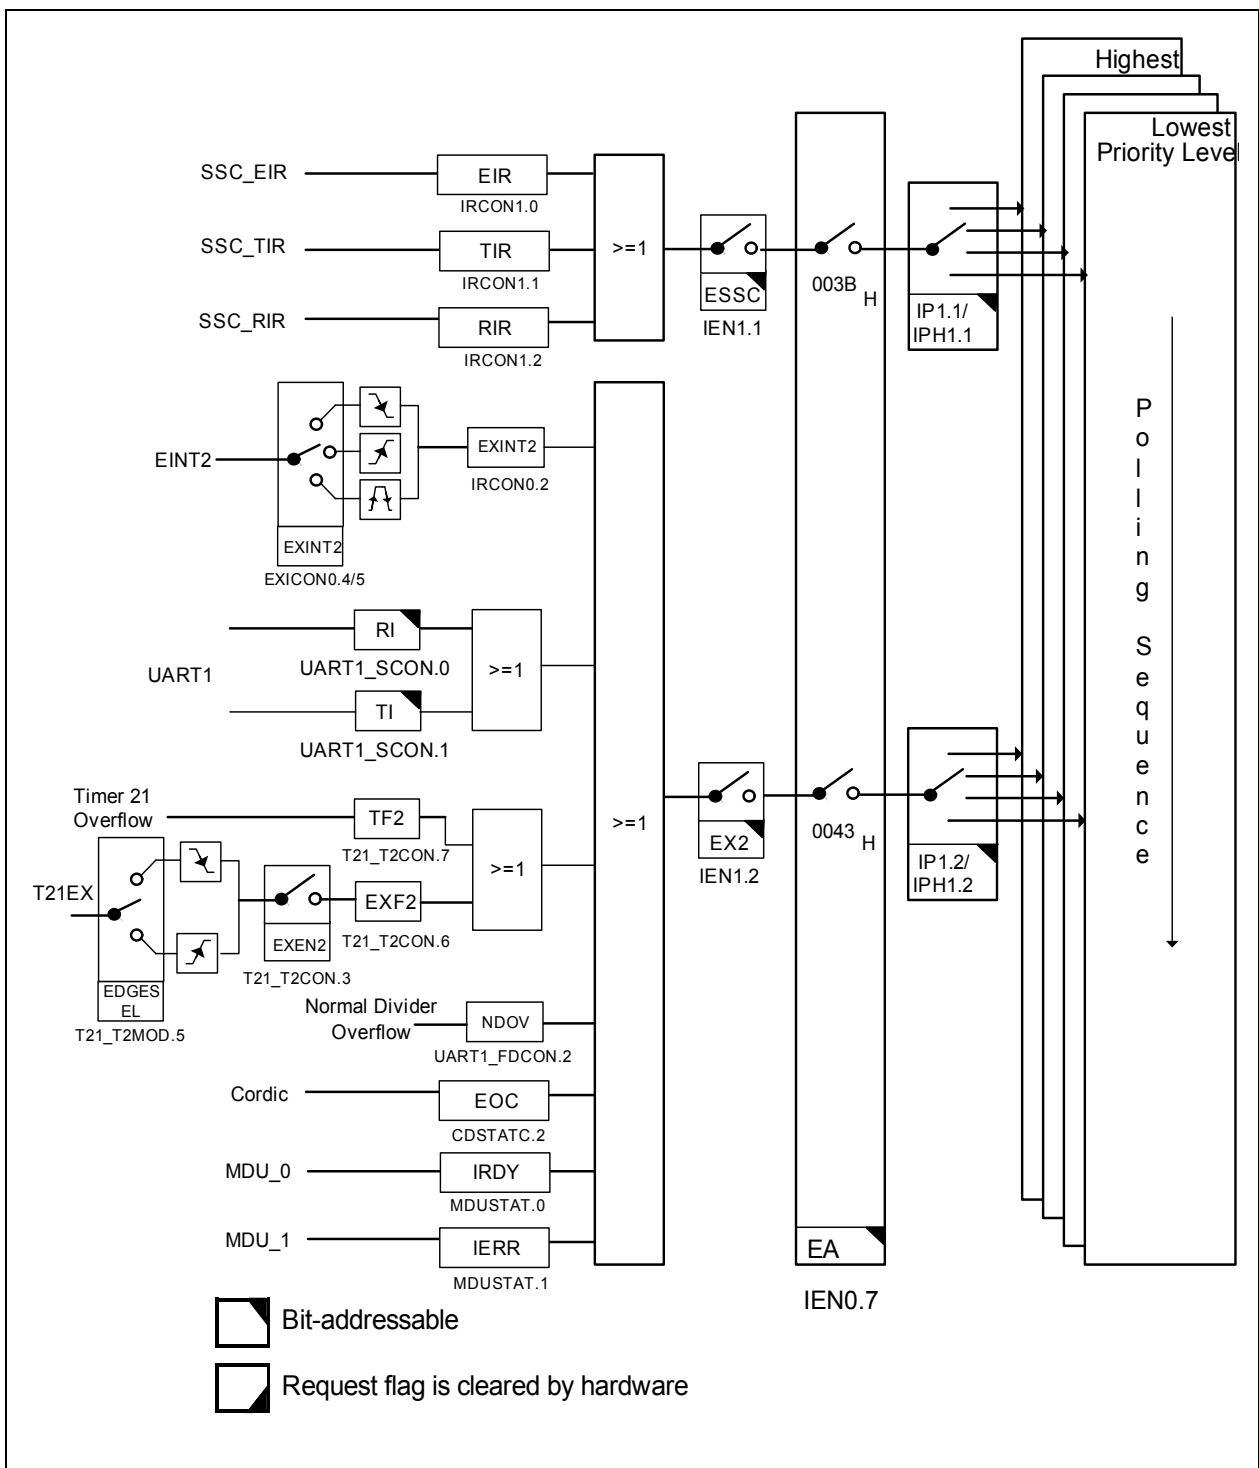 Highest
Lowest
Priority Level
SSC_EIR
EIR
IRCON1.0
SSC_TIR
TIR
IRCON1.1
SSC_RIR
RIR
IRCON1.2
>=1
ESSC
IEN1.1
003B H
IP1.1/
IPH1.1
EINT2
EXINT2
EXICON0.4/5
EXINT2
IRCON0.2
UART1
RI
UART1_SCON.0
TI
UART1_SCON.1
>=1
Timer 21
Overflow
TF2
T21_T2CON.7
T21EX
EDGES
EL
T21_T2MOD.5
EXEN2
T21_T2CON.3
EXF2
T21_T2CON.6
>=1
Normal Divider
Overflow
NDOV
UART1_FDCON.2
Cordic
EOC
CDSTATC.2
MDU_0
IRDY
MDUSTAT.0
MDU_1
IERR
MDUSTAT.1
>=1
EX2
IEN1.2
0043 H
IP1.2/
IPH1.2
EA
IEN0.7
Polling Sequence
Bit-addressable
Request flag is cleared by hardware